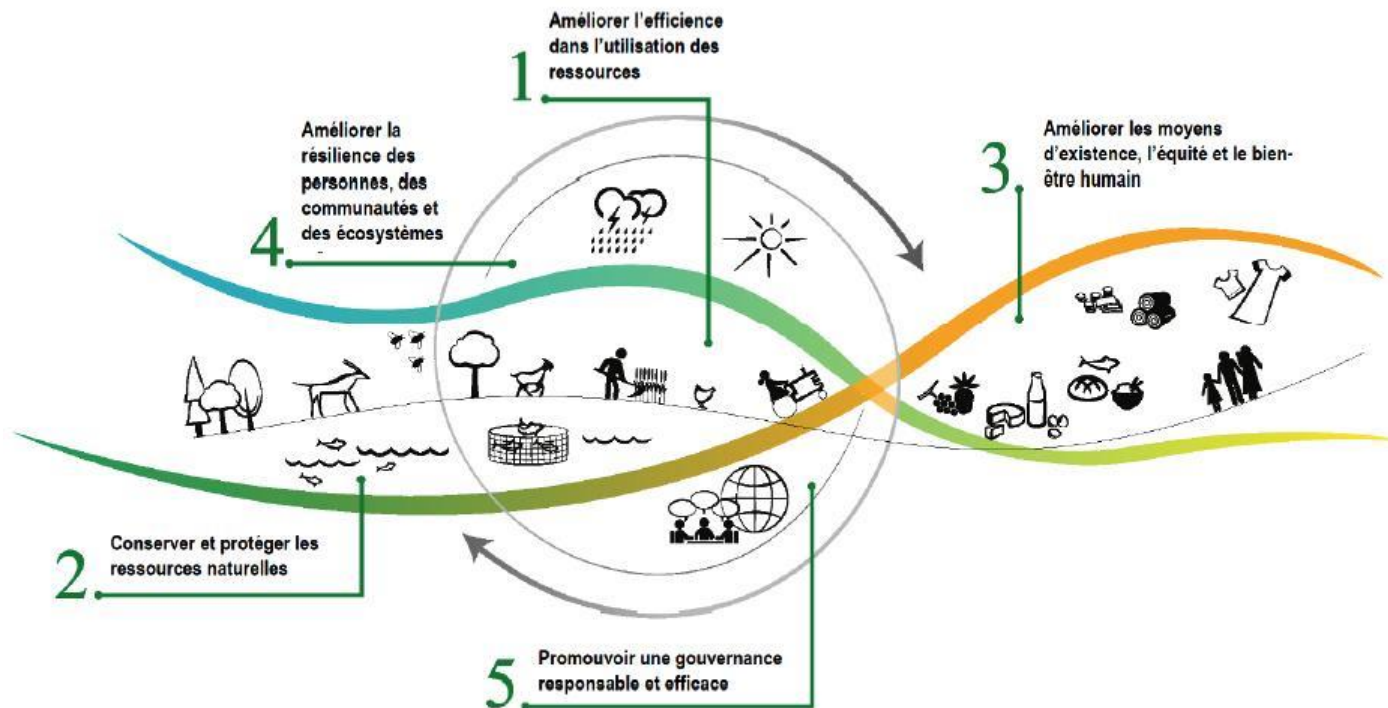 1
Améliorer l'efficience
dans l'utilisation des
ressources
4
Améliorer la
résilience des
personnes, des
communautés et
des écosystèmes
3
Améliorer les moyens
d'existence, l'équité et le bien-
être humain
2
Conserver et protéger les
ressources naturelles
5
Promouvoir une gouvernance
responsable et efficace